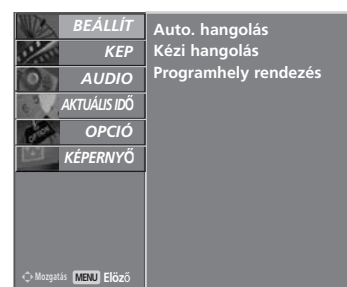 BEÁLLÍT
KEP
AUDIO
AKTUÁLIS IDŐ
OPCIÓ
KÉPERNYŐ
Mozgatás MENU Előző
Auto. hangolás
Kézi hangolás
Programhely rendezés